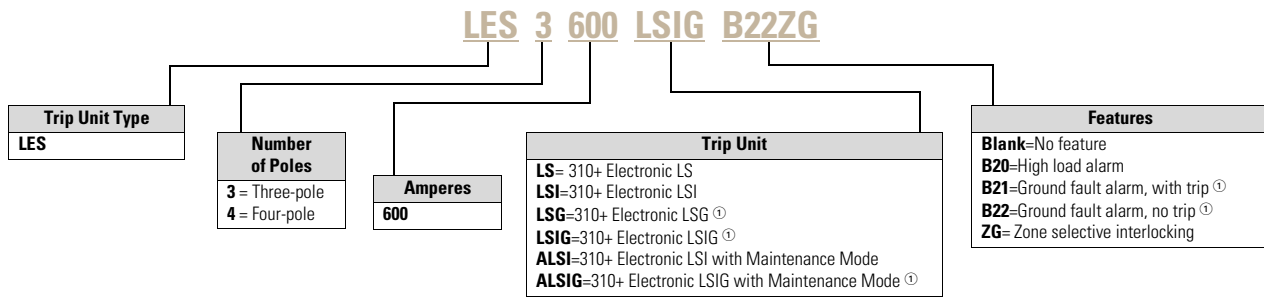 LES 3 600 LSIG B22ZG
Trip Unit Type
LES
Number
of Poles
3 = Three-pole
4 = Four-pole
Amperes
600
Trip Unit
LS= 310+ Electronic LS
LSI=310+ Electronic LSI
LSG=310+ Electronic LSG ①
LSIG=310+ Electronic LSIG ①
ALSI=310+ Electronic LSI with Maintenance Mode
ALSIG=310+ Electronic LSIG with Maintenance Mode ①
Features
Blank=No feature
B20=High load alarm
B21=Ground fault alarm, with trip ①
B22=Ground fault alarm, no trip ①
ZG= Zone selective interlocking